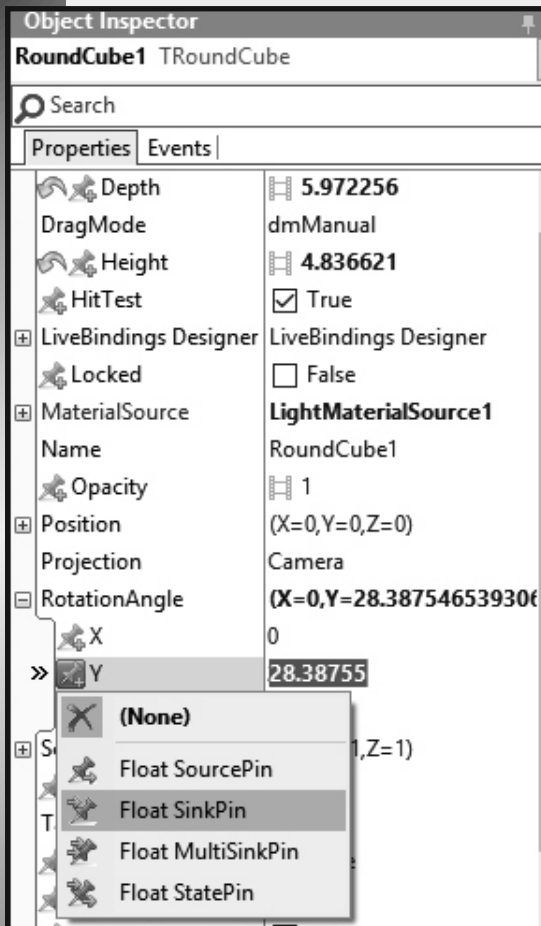 Object Inspector
RoundCube1 TRoundCube
Search
Properties Events
Depth 5.972256
DragMode dmManual
Height 4.836621
HitTest True
LiveBindings Designer LiveBindings Designer
Locked False
MaterialSource LightMaterialSource1
Name RoundCube1
Opacity 1
Position (X=0,Y=0,Z=0)
Projection Camera
RotationAngle (X=0,Y=28.387546539306
X 0
Y 28.38755
(None)
1,Z=1)
Float SourcePin
Float SinkPin
Float MultiSinkPin
Float StatePin